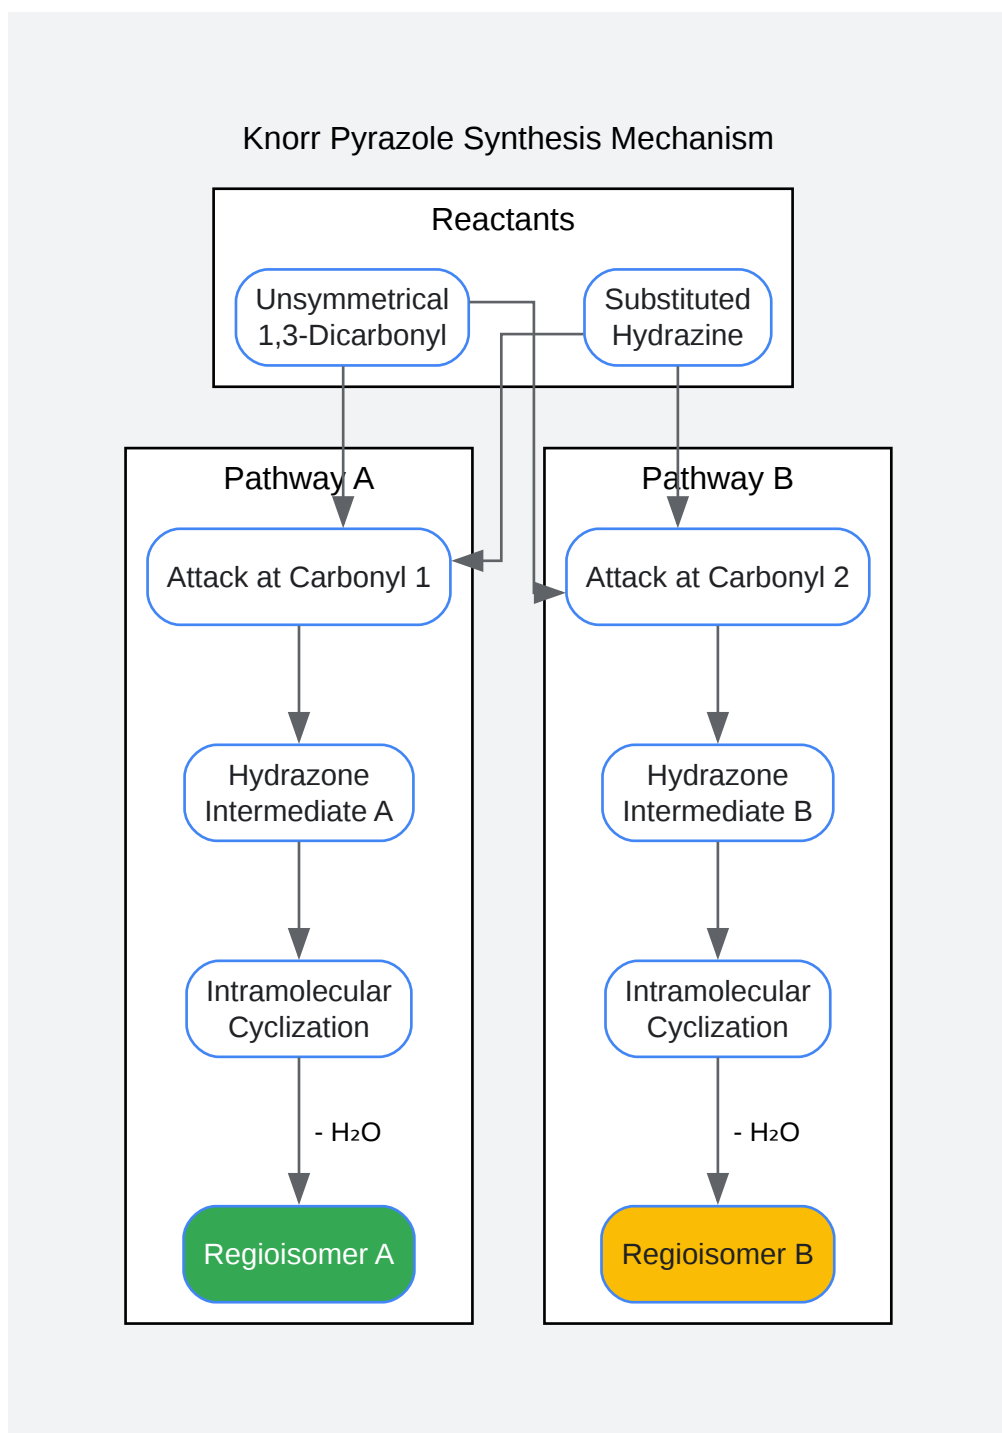 Knorr Pyrazole Synthesis Mechanism
Reactants
Unsymmetrical
1,3-Dicarbonyl
Substituted
Hydrazine
Pathway A
Attack at Carbonyl 1
Hydrazone
Intermediate A
Intramolecular
Cyclization
- H₂O
Regioisomer A
Pathway B
Attack at Carbonyl 2
Hydrazone
Intermediate B
Intramolecular
Cyclization
- H₂O
Regioisomer B